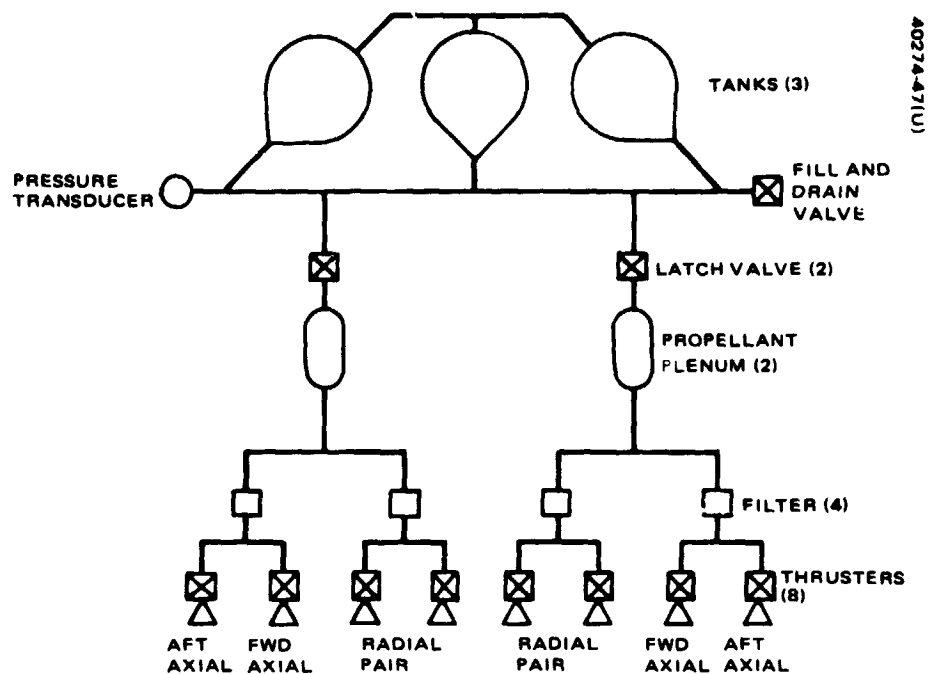 40274-47(U)
TANKS (3)
PRESSURE
TRANSDUCER
FILL AND
DRAIN
VALVE
LATCH VALVE (2)
PROPELLANT
PLENUM (2)
FILTER (4)
THRUSTERS
(8)
AFT
AXIAL
FWD
AXIAL
RADIAL
PAIR
RADIAL
PAIR
FWD
AXIAL
AFT
AXIAL